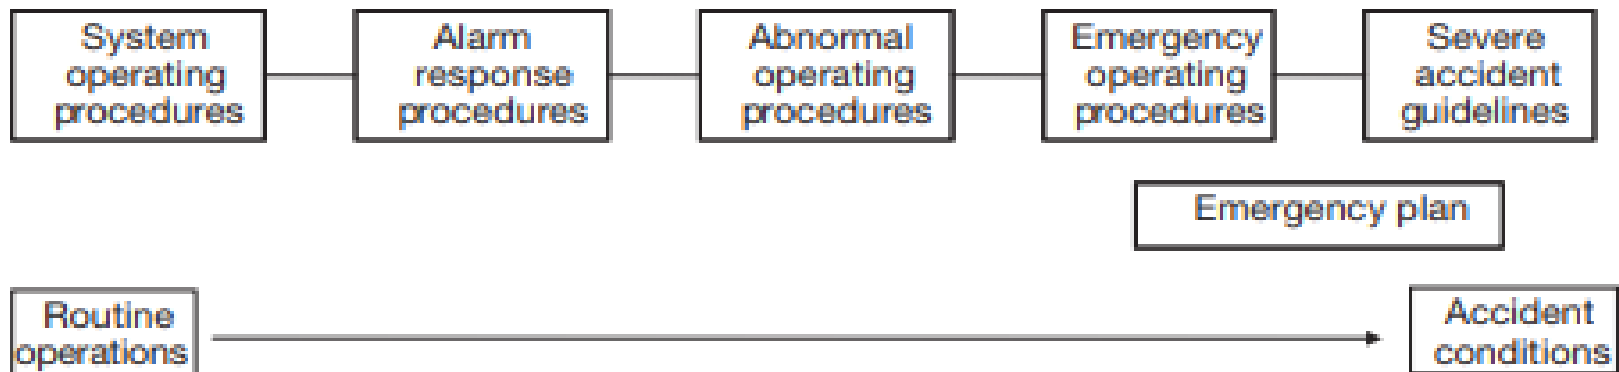 System
operating
procedures
Alarm
response
procedures
Abnormal
operating
procedures
Emergency
operating
procedures
Severe
accident
guidelines
Emergency plan
Routine
operations
Accident
conditions